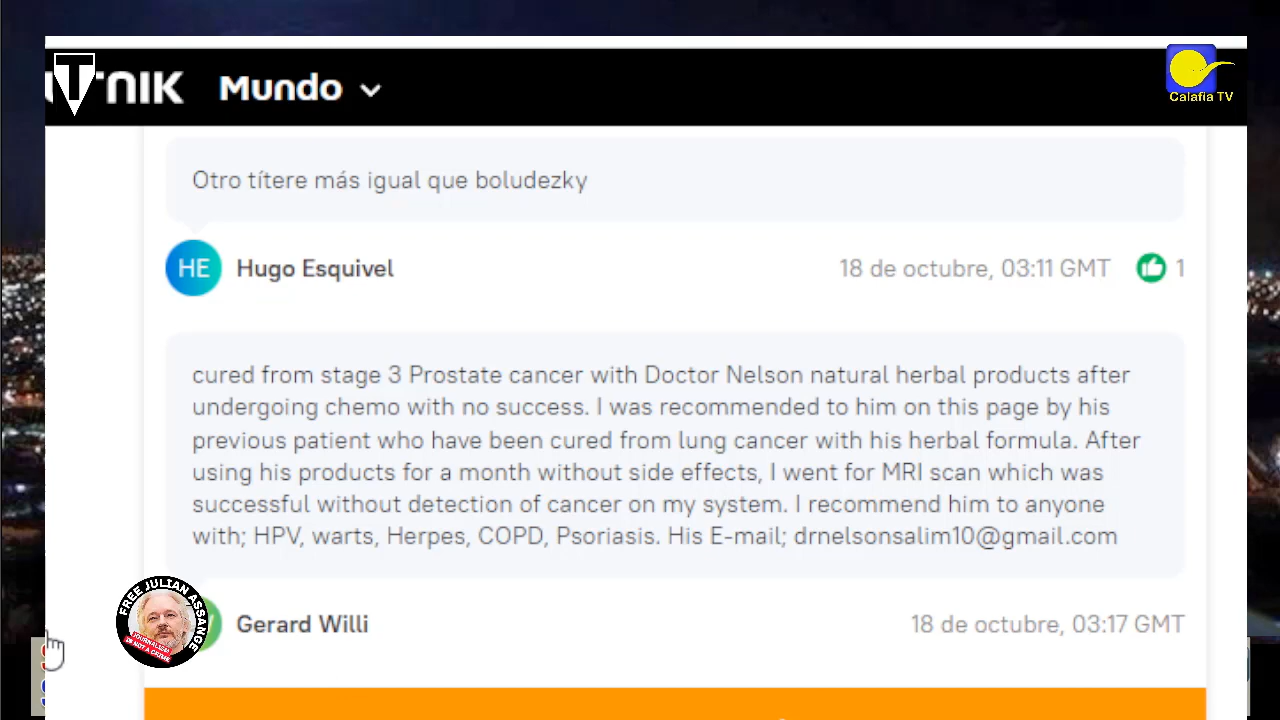 TNIK Mundo
Calafia TV
Otro títere más igual que boludezky
HE Hugo Esquivel 18 de octubre, 03:11 GMT 1
cured from stage 3 Prostate cancer with Doctor Nelson natural herbal products after
undergoing chemo with no success. I was recommended to him on this page by his
previous patient who have been cured from lung cancer with his herbal formula. After
using his products for a month without side effects, I went for MRI scan which was
successful without detection of cancer on my system. I recommend him to anyone
with; HPV, warts, Herpes, COPD, Psoriasis. His E-mail; drnelsonsalim10@gmail.com
FREE JULIAN ASSANGE
JOURNALISM
IS NOT A CRIME
Gerard Willi 18 de octubre, 03:17 GMT